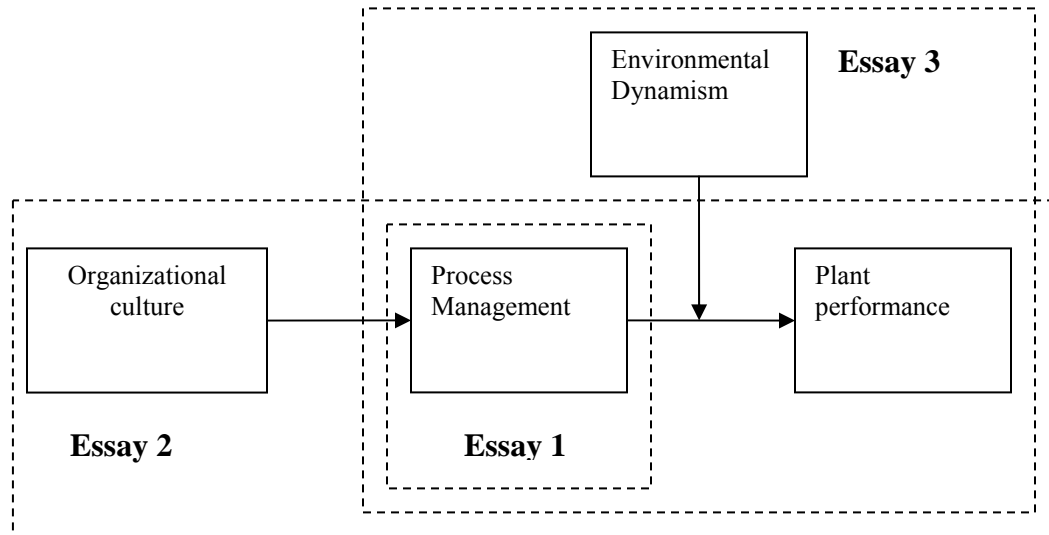 Environmental
Dynamism
Essay 3
Organizational
culture
Process
Management
Plant
performance
Essay 2
Essay 1